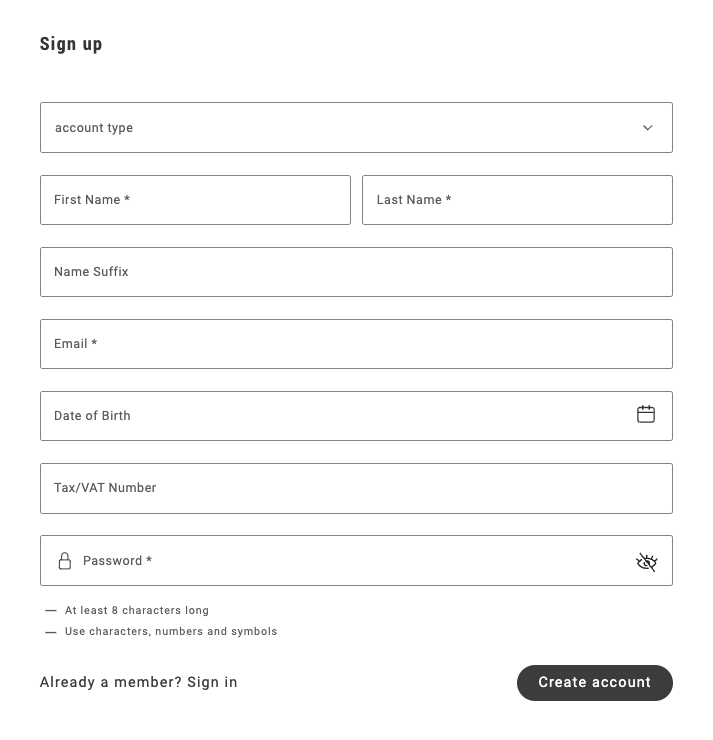 Sign up
account type
First Name *
Last Name *
Name Suffix
Email *
Date of Birth
Tax/VAT Number
Password *
— At least 8 characters long
— Use characters, numbers and symbols
Already a member? Sign in
Create account